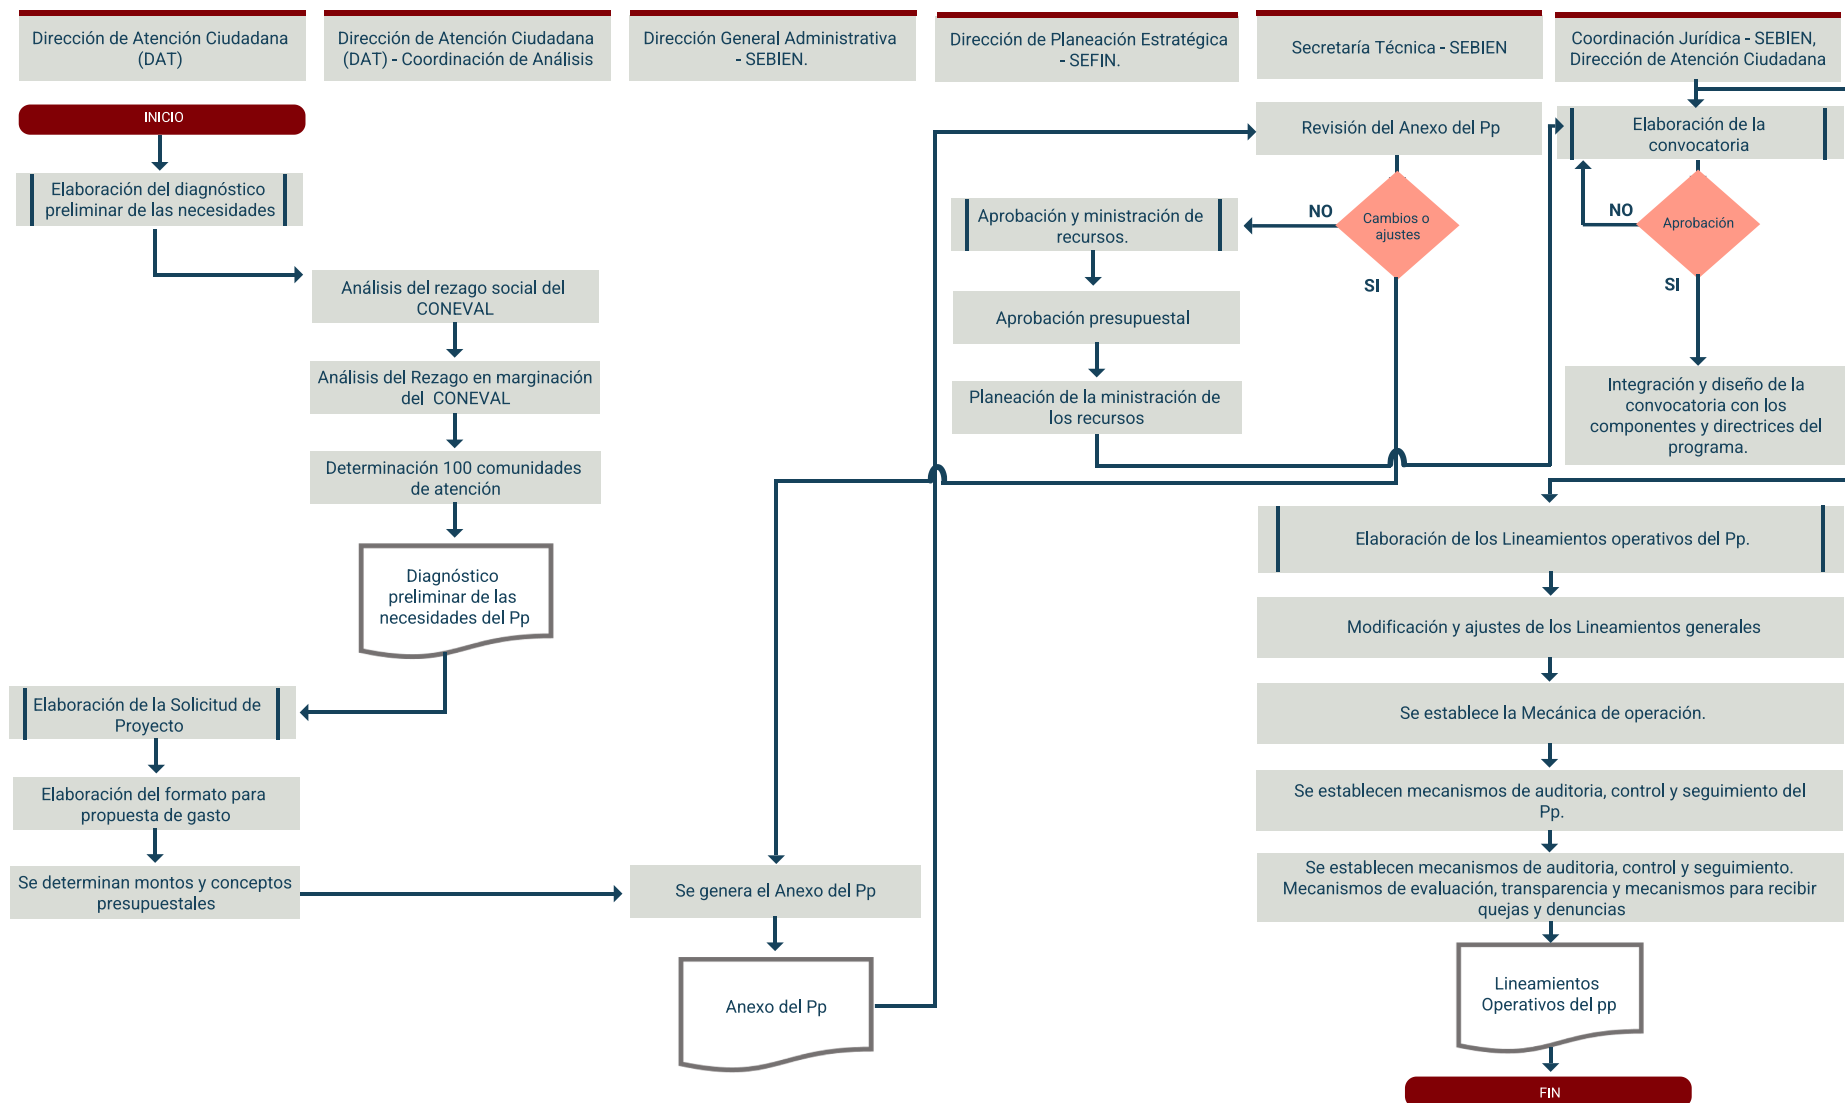 Dirección de Atención Ciudadana
(DAT)
Dirección de Atención Ciudadana
(DAT) - Coordinación de Análisis
Dirección General Administrativa
- SEBIEN.
Dirección de Planeación Estratégica
- SEFIN.
Secretaría Técnica - SEBIEN
Coordinación Jurídica - SEBIEN,
Dirección de Atención Ciudadana
INICIO
Elaboración del diagnóstico
preliminar de las necesidades
Análisis del rezago social del
CONEVAL
Análisis del Rezago en marginación
del CONEVAL
Determinación 100 comunidades
de atención
Diagnóstico
preliminar de las
necesidades del Pp
Elaboración de la Solicitud de
Proyecto
Elaboración del formato para
propuesta de gasto
Se determinan montos y conceptos
presupuestales
Se genera el Anexo del Pp
Anexo del Pp
Revisión del Anexo del Pp
Cambios o
ajustes
NO
SI
Aprobación y ministración de
recursos.
Aprobación presupuestal
Planeación de la ministración de
los recursos
Elaboración de la
convocatoria
Aprobación
NO
SI
Integración y diseño de la
convocatoria con los
componentes y directrices del
programa.
Elaboración de los Lineamientos operativos del Pp.
Modificación y ajustes de los Lineamientos generales
Se establece la Mecánica de operación.
Se establecen mecanismos de auditoria, control y seguimiento del
Pp.
Se establecen mecanismos de auditoria, control y seguimiento.
Mecanismos de evaluación, transparencia y mecanismos para recibir
quejas y denuncias
Lineamientos
Operativos del pp
FIN